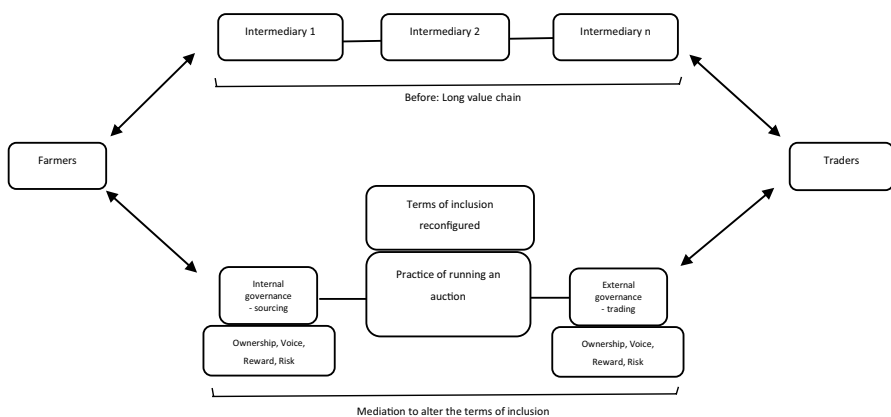 Intermediary 1
Intermediary 2
Intermediary n
Before: Long value chain
Farmers
Traders
Terms of inclusion
reconfigured
Practice of running an
auction
Internal
governance
- sourcing
External
governance
- trading
Ownership, Voice,
Reward, Risk
Ownership, Voice,
Reward, Risk
Mediation to alter the terms of inclusion